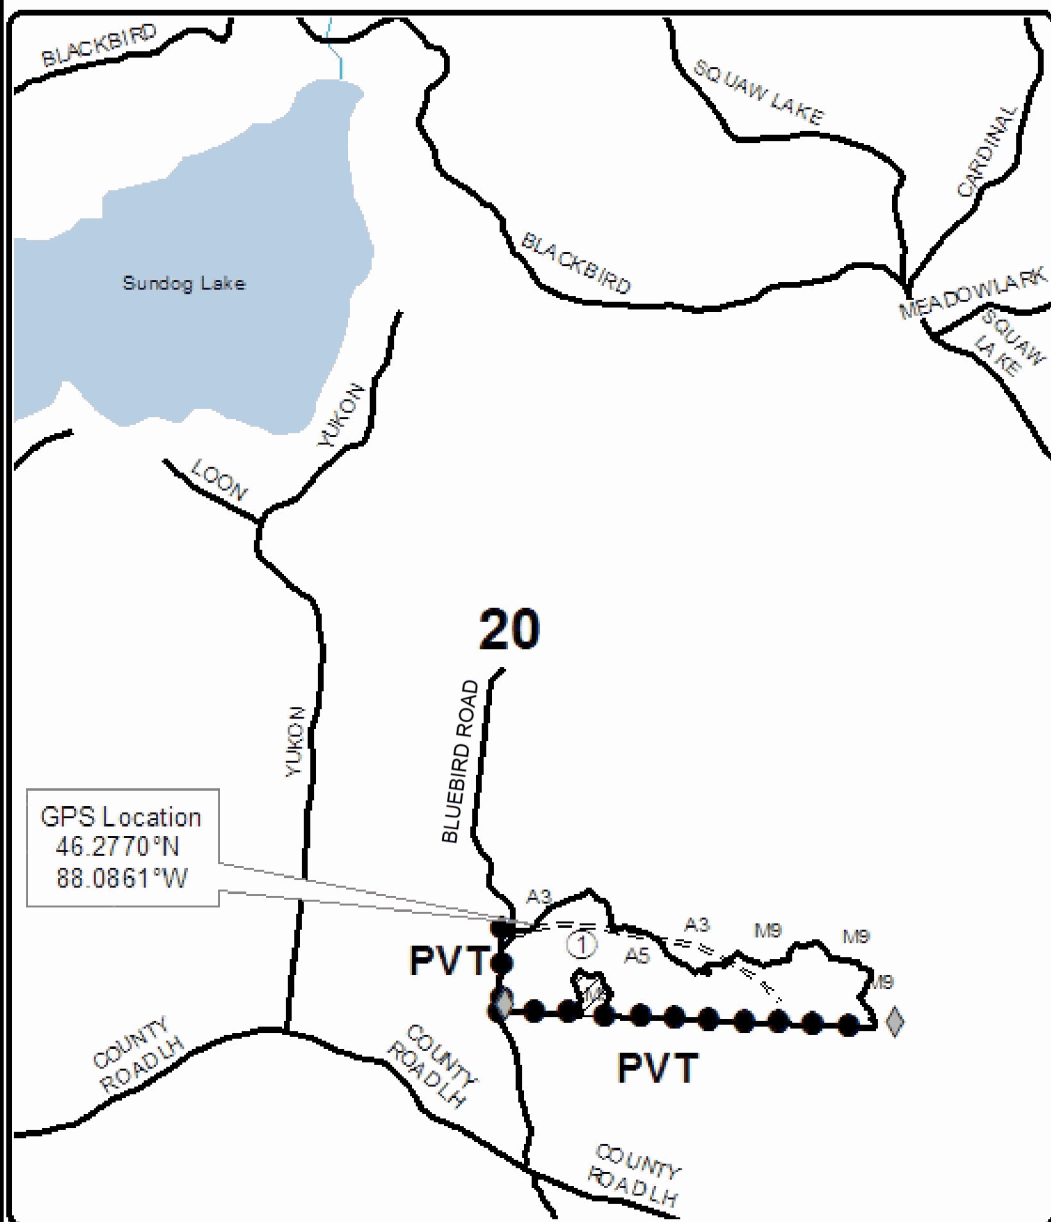 BLACKBIRD
SQUAW LAKE
CARDINAL
BLACKBIRD
Sundog Lake
MEADOWLARK
SQUAW
LAKE
YUKON
LOON
20
BLUEBIRD ROAD
YUKON
GPS Location
46.2770°N
88.0861°W
A3
A3
M9
M9
PVT
1
A5
M9
PVT
COUNTY
ROAD LH
COUNTY
ROAD LH
COUNTY
ROAD LH